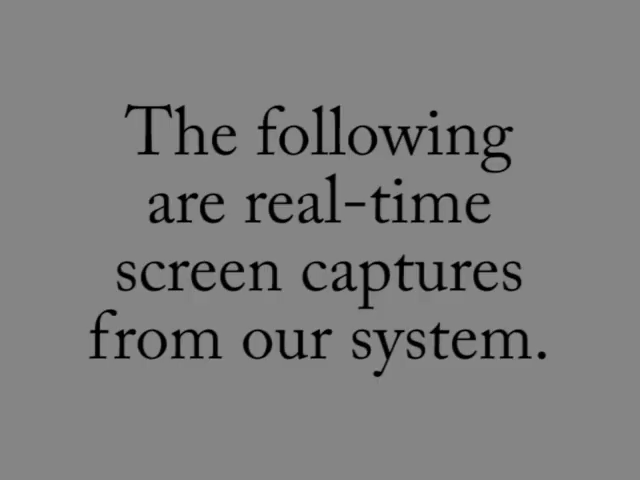 The following
are real-time
screen captures
from our system.